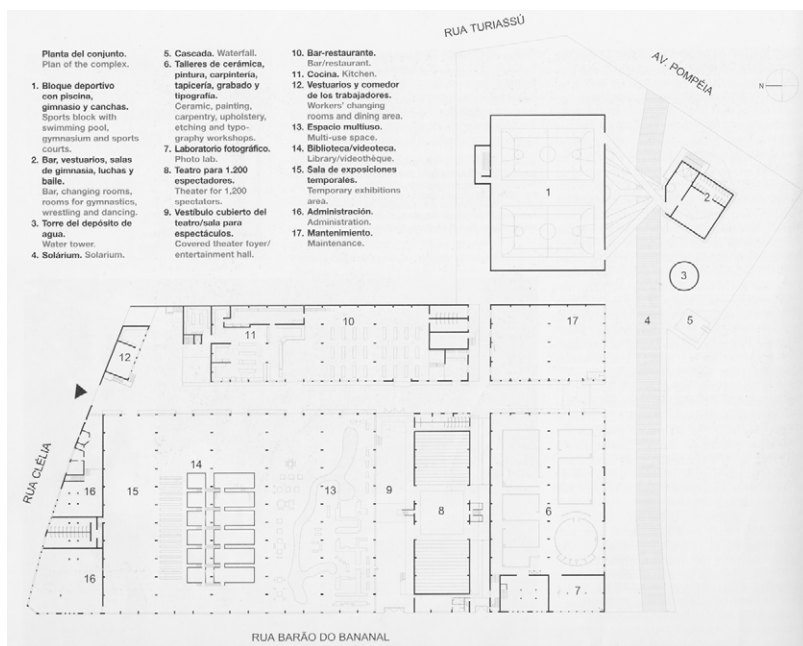 RUA TURIASSÚ
AV. POMPÉIA
N
Planta del conjunto.
Plan of the complex.
1. Bloque deportivo
con piscina,
gimnasio y canchas.
Sports block with
swimming pool,
gymnasium and sports
courts.
2. Bar, vestuarios, salas
de gimnasia, luchas y
baile.
Bar, changing rooms,
rooms for gymnastics,
wrestling and dancing.
3. Torre del depósito de
agua.
Water tower.
4. Solárium. Solarium.
5. Cascada. Waterfall.
6. Talleres de cerámica,
pintura, carpintería,
tapicería, grabado y
tipografía.
Ceramic, painting,
carpentry, upholstery,
etching and typo-
graphy workshops.
7. Laboratorio fotográfico.
Photo lab.
8. Teatro para 1.200
espectadores.
Theater for 1,200
spectators.
9. Vestíbulo cubierto del
teatro/sala para
espectáculos.
Covered theater foyer/
entertainment hall.
10. Bar-restaurante.
Bar/restaurant.
11. Cocina. Kitchen.
12. Vestuarios y comedor
de los trabajadores.
Workers' changing
rooms and dining area.
13. Espacio multiuso.
Multi-use space.
14. Biblioteca/videoteca.
Library/vidéothèque.
15. Sala de exposiciones
temporales.
Temporary exhibitions
area.
16. Administración.
Administration.
17. Mantenimiento.
Maintenance.
1
2
3
4
5
17
10
11
12
RUA CLÉLIA
16
15
14
13
9
8
6
7
16
RUA BARÃO DO BANANAL